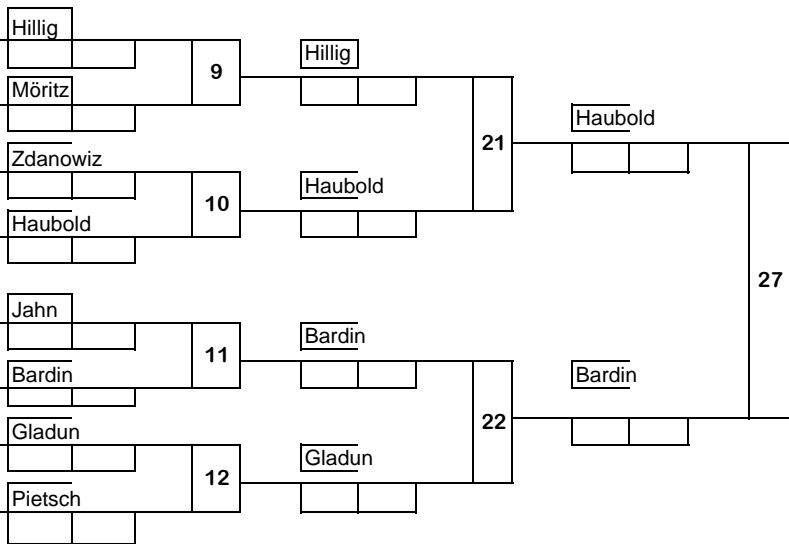 Hillig
9
Hillig
Möritz
21
Haubold
Zdanowiz
10
Haubold
Haubold
27
Jahn
11
Bardin
Bardin
22
Bardin
Gladun
12
Gladun
Pietsch